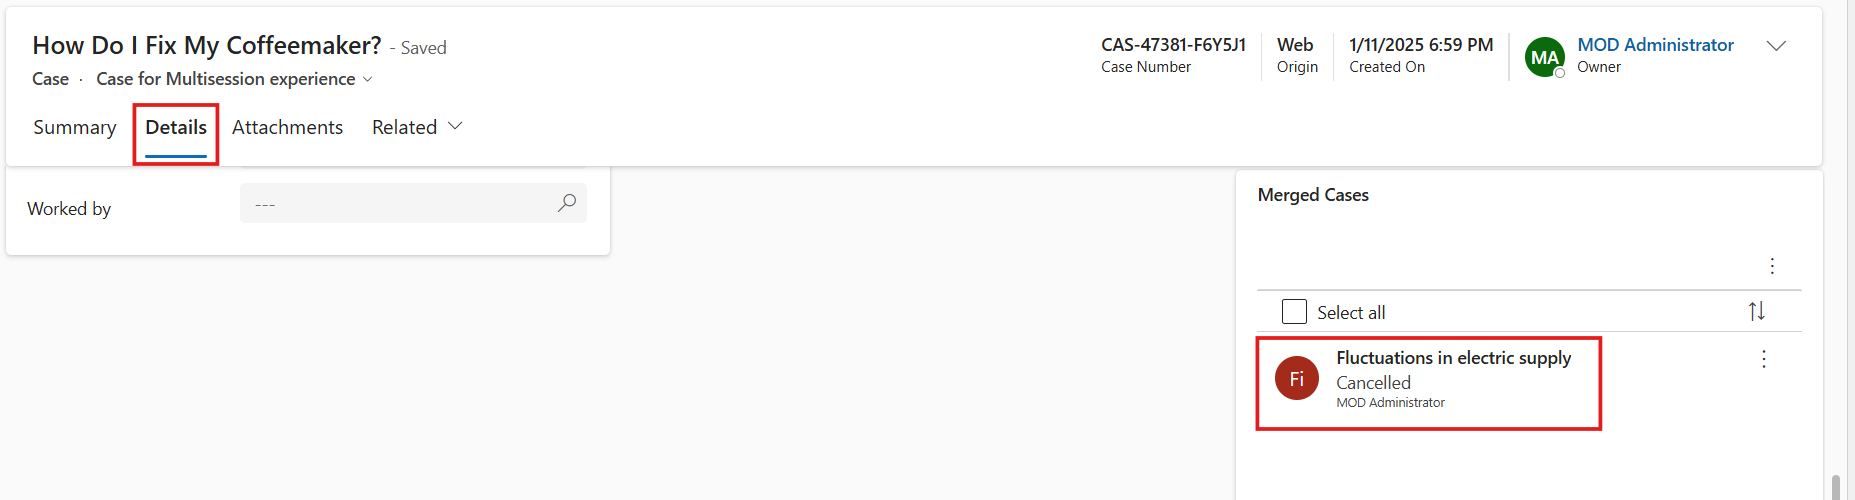 How Do I Fix My Coffeemaker? - Saved
Case · Case for Multisession experience
CAS-47381-F6Y5J1
Case Number
Web
Origin
1/11/2025 6:59 PM
Created On
MA
MOD Administrator
Owner
Summary Details Attachments Related
Worked by ---
Merged Cases
Select all
Fi
Fluctuations in electric supply
Cancelled
MOD Administrator